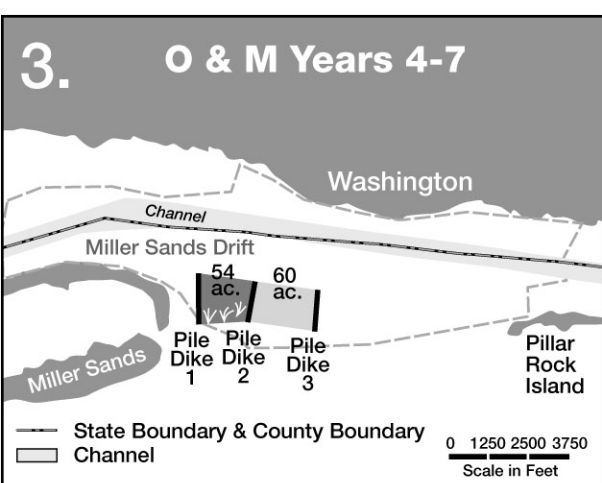 3.
O & M Years 4-7
Washington
Channel
Miller Sands Drift
54
ac.
60
ac.
Pile
Dike
1
Pile
Dike
2
Pile
Dike
3
Miller Sands
Pillar
Rock
Island
State Boundary & County Boundary
Channel
0 1250 2500 3750
Scale in Feet